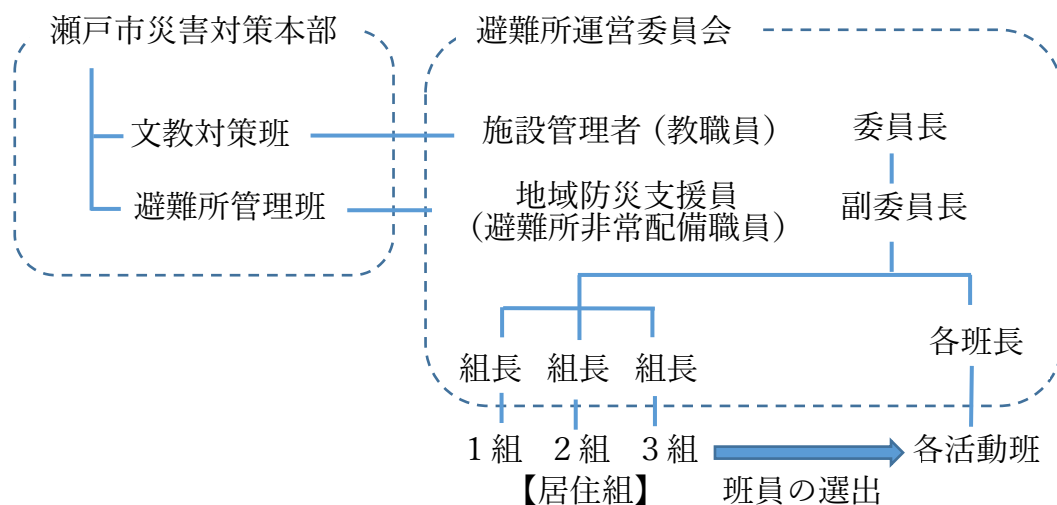 瀬戸市災害対策本部
文教対策班
避難所管理班
避難所運営委員会
施設管理者（教職員）
地域防災支援員
（避難所非常配備職員）
委員長
副委員長
組長 組長 組長
各班長
1組 2組 3組
【居住組】
班員の選出
各活動班